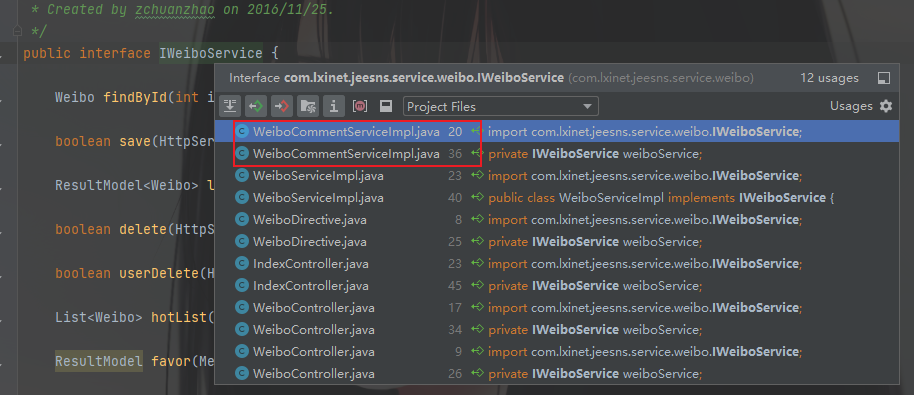 * Created by zchuanzhao on 2016/11/25.
*/
public interface IWeiboService {
Interface com.lxinet.jeesns.service.weibo.IWeiboService (com.lxinet.jeesns.service.weibo) 12 usages
Weibo findById(int i
Project Files Usages
boolean save(HttpServ
WeiboCommentServiceImpl.java 20 import com.lxinet.jeesns.service.weibo.IWeiboService;
WeiboCommentServiceImpl.java 36 private IWeiboService weiboService;
ResultModel<Weibo> l
WeiboServiceImpl.java 23 import com.lxinet.jeesns.service.weibo.IWeiboService;
WeiboServiceImpl.java 40 public class WeiboServiceImpl implements IWeiboService {
boolean delete(HttpS
WeiboDirective.java 8 import com.lxinet.jeesns.service.weibo.IWeiboService;
WeiboDirective.java 25 private IWeiboService weiboService;
boolean userDelete(H
IndexController.java 23 import com.lxinet.jeesns.service.weibo.IWeiboService;
IndexController.java 45 private IWeiboService weiboService;
List<Weibo> hotList(
WeiboController.java 17 import com.lxinet.jeesns.service.weibo.IWeiboService;
WeiboController.java 34 private IWeiboService weiboService;
ResultModel favor(Me
WeiboController.java 9 import com.lxinet.jeesns.service.weibo.IWeiboService;
WeiboController.java 26 private IWeiboService weiboService;